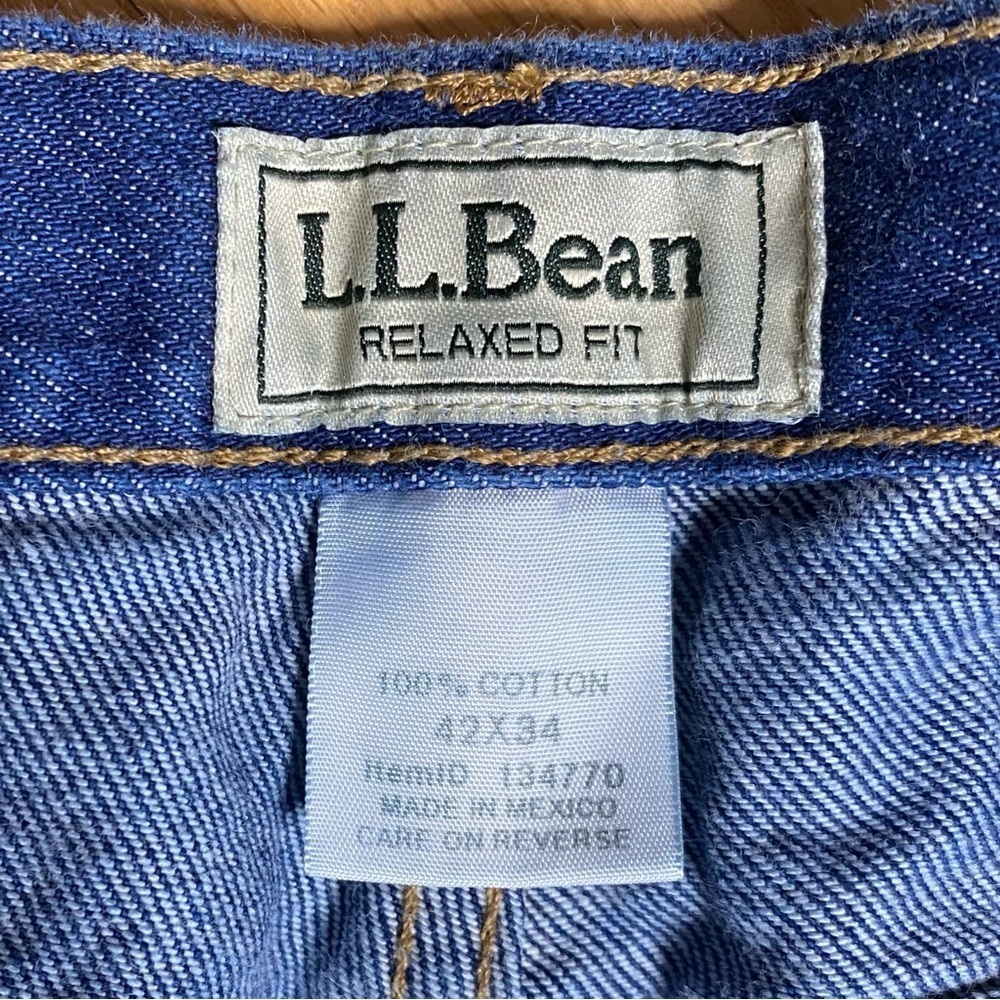 L.L.Bean
RELAXED FIT
100% COTTON
42X34
ItemID 134770
MADE IN MEXICO
CARE ON REVERSE